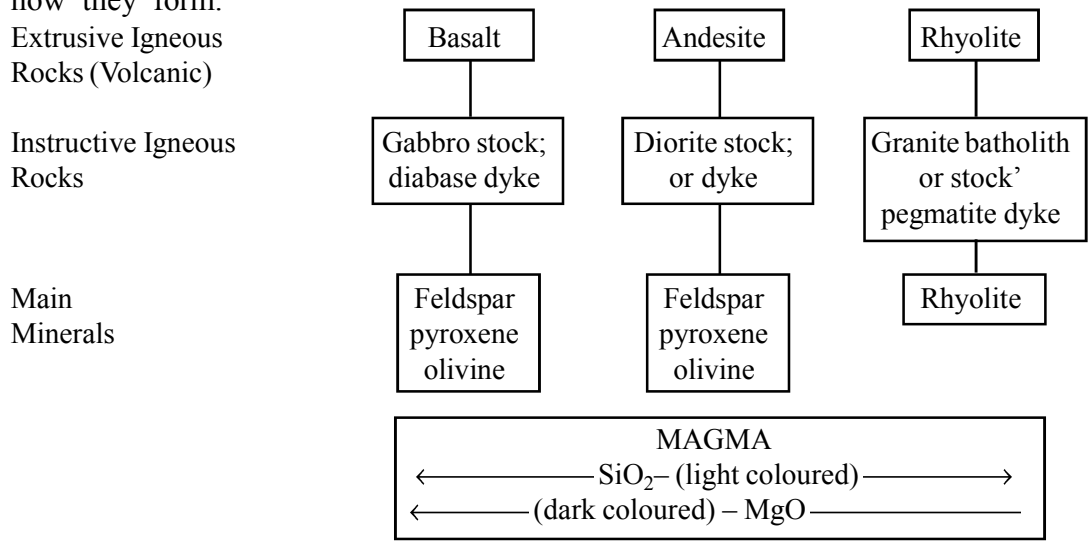 how they form.
Extrusive Igneous
Rocks (Volcanic)
Basalt
Andesite
Rhyolite
Instructive Igneous
Rocks
Gabbro stock;
diabase dyke
Diorite stock;
or dyke
Granite batholith
or stock’
pegmatite dyke
Main
Minerals
Feldspar
pyroxene
olivine
Feldspar
pyroxene
olivine
Rhyolite
MAGMA
SiO₂– (light coloured)
(dark coloured) – MgO